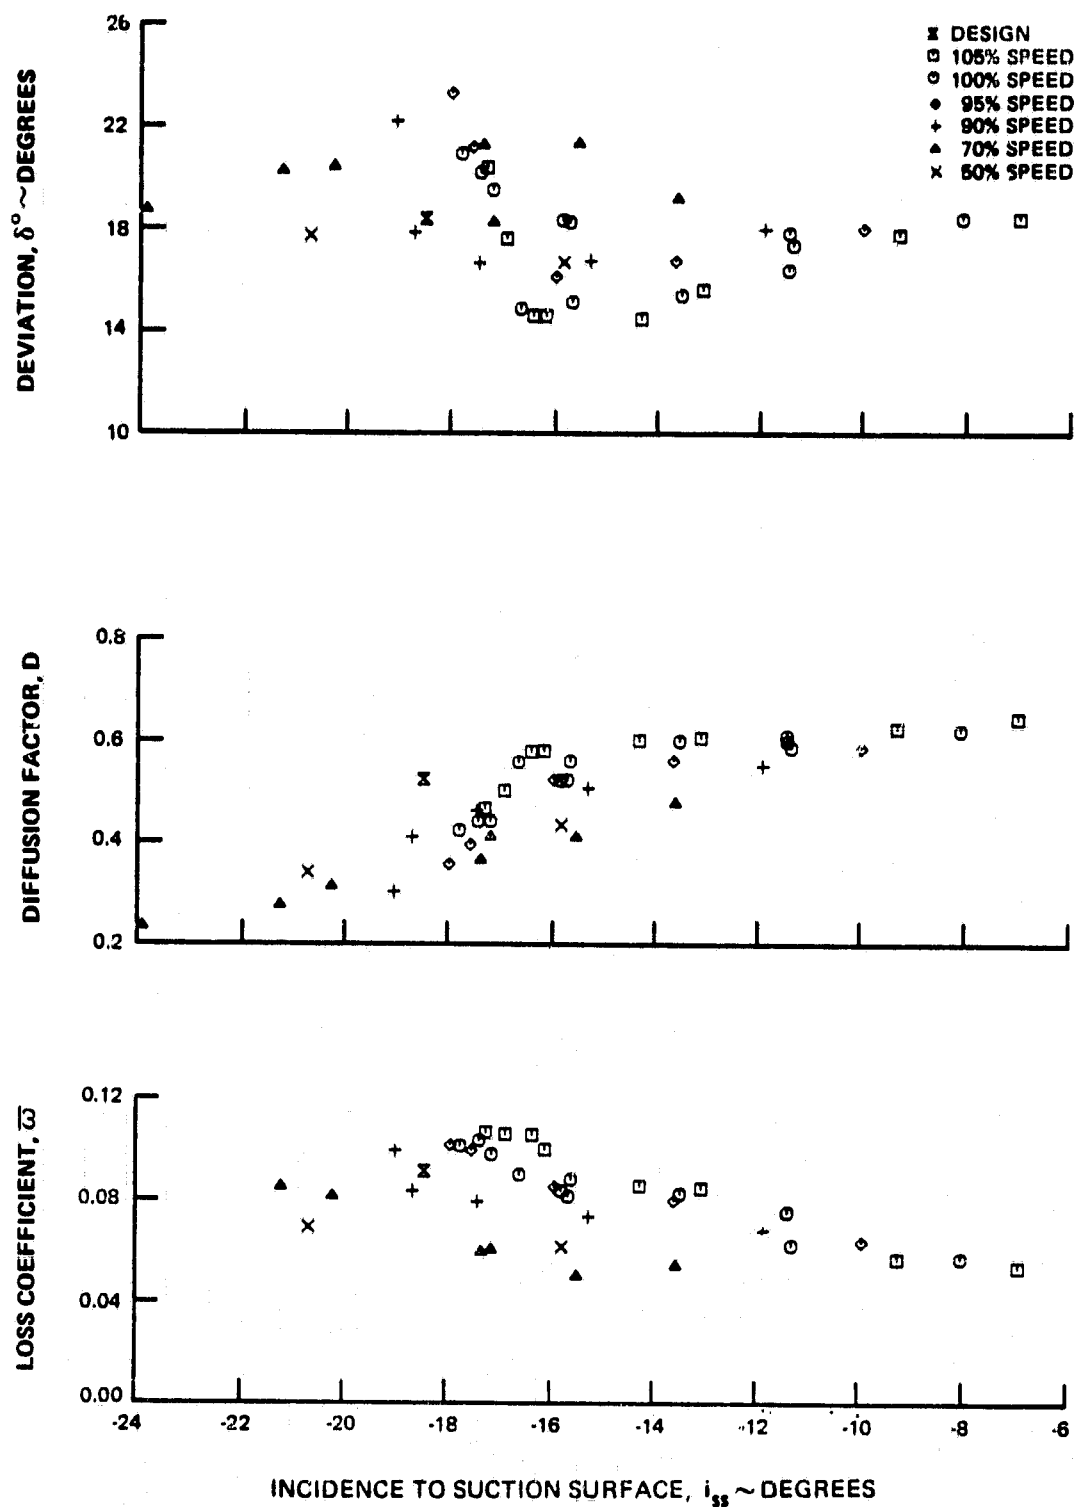 26
22
18
14
10
DEVIATION, δ° ~ DEGREES
DESIGN
105% SPEED
100% SPEED
95% SPEED
90% SPEED
70% SPEED
50% SPEED
0.8
0.6
0.4
0.2
DIFFUSION FACTOR, D
0.12
0.08
0.04
0.00
LOSS COEFFICIENT, ω̅
-24 -22 -20 -18 -16 -14 -12 -10 -8 -6
INCIDENCE TO SUCTION SURFACE, iss ~ DEGREES